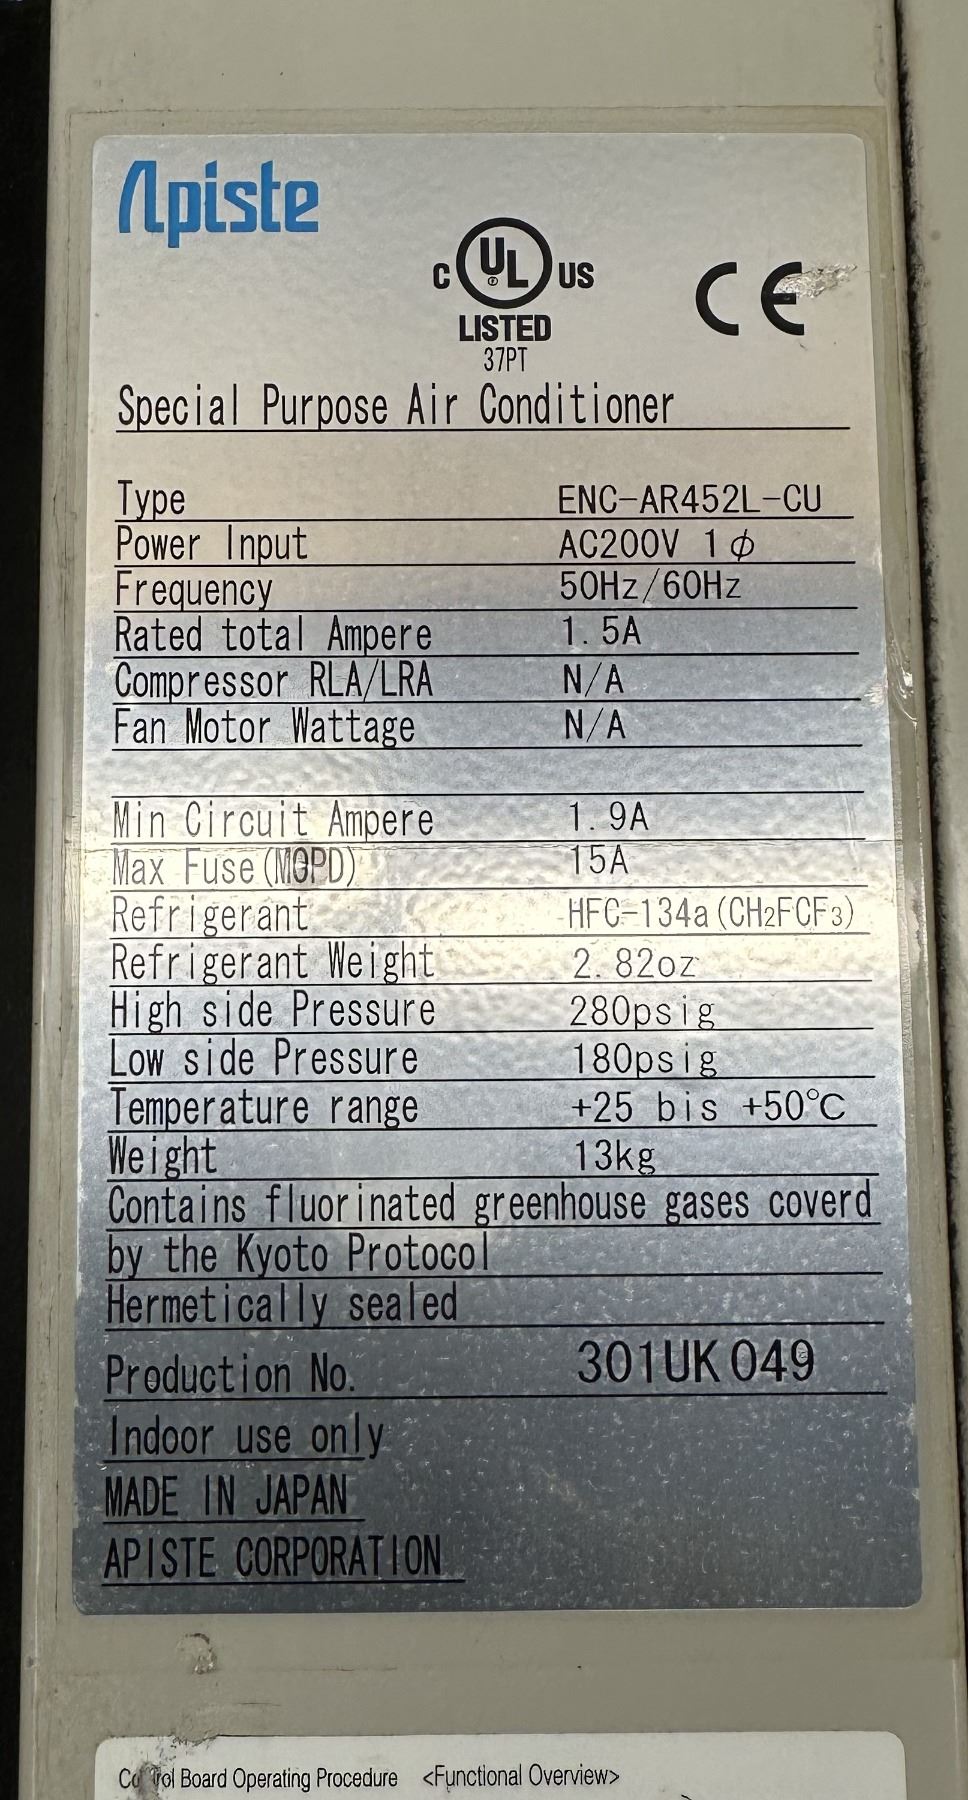 Apiste
C UL US
LISTED
37PT
CE
Special Purpose Air Conditioner
Type ENC-AR452L-CU
Power Input AC200V 1φ
Frequency 50Hz/60Hz
Rated total Ampere 1.5A
Compressor RLA/LRA N/A
Fan Motor Wattage N/A
Min Circuit Ampere 1.9A
Max Fuse(MOPD) 15A
Refrigerant HFC-134a(CH₂FCF₃)
Refrigerant Weight 2.82oz
High side Pressure 280psig
Low side Pressure 180psig
Temperature range +25 bis +50℃
Weight 13kg
Contains fluorinated greenhouse gases coverd
by the Kyoto Protocol
Hermetically sealed
Production No. 301UK049
Indoor use only
MADE IN JAPAN
APISTE CORPORATION
Control Board Operating Procedure <Functional Overview>